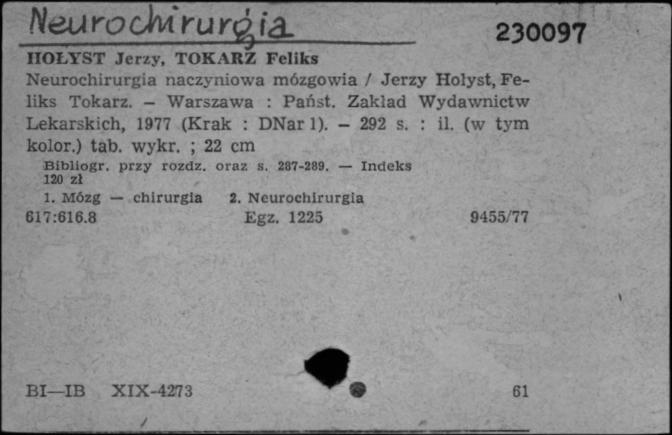 Neurochirurgia
230097
HOŁYST Jerzy, TOKARZ Feliks
Neurochirurgia naczyniowa mózgowia / Jerzy Hołyst, Fe-
liks Tokarz. — Warszawa : Państ. Zakład Wydawnictw
Lekarskich, 1977 (Krak : DNar 1). — 292 s. : il. (w tym
kolor.) tab. wykr. ; 22 cm
Bibliogr. przy rozdz. oraz s. 287-289. — Indeks
120 zł
1. Mózg — chirurgia 2. Neurochirurgia
617:616.8 Egz. 1225 9455/77
BI—IB XIX-4273 61